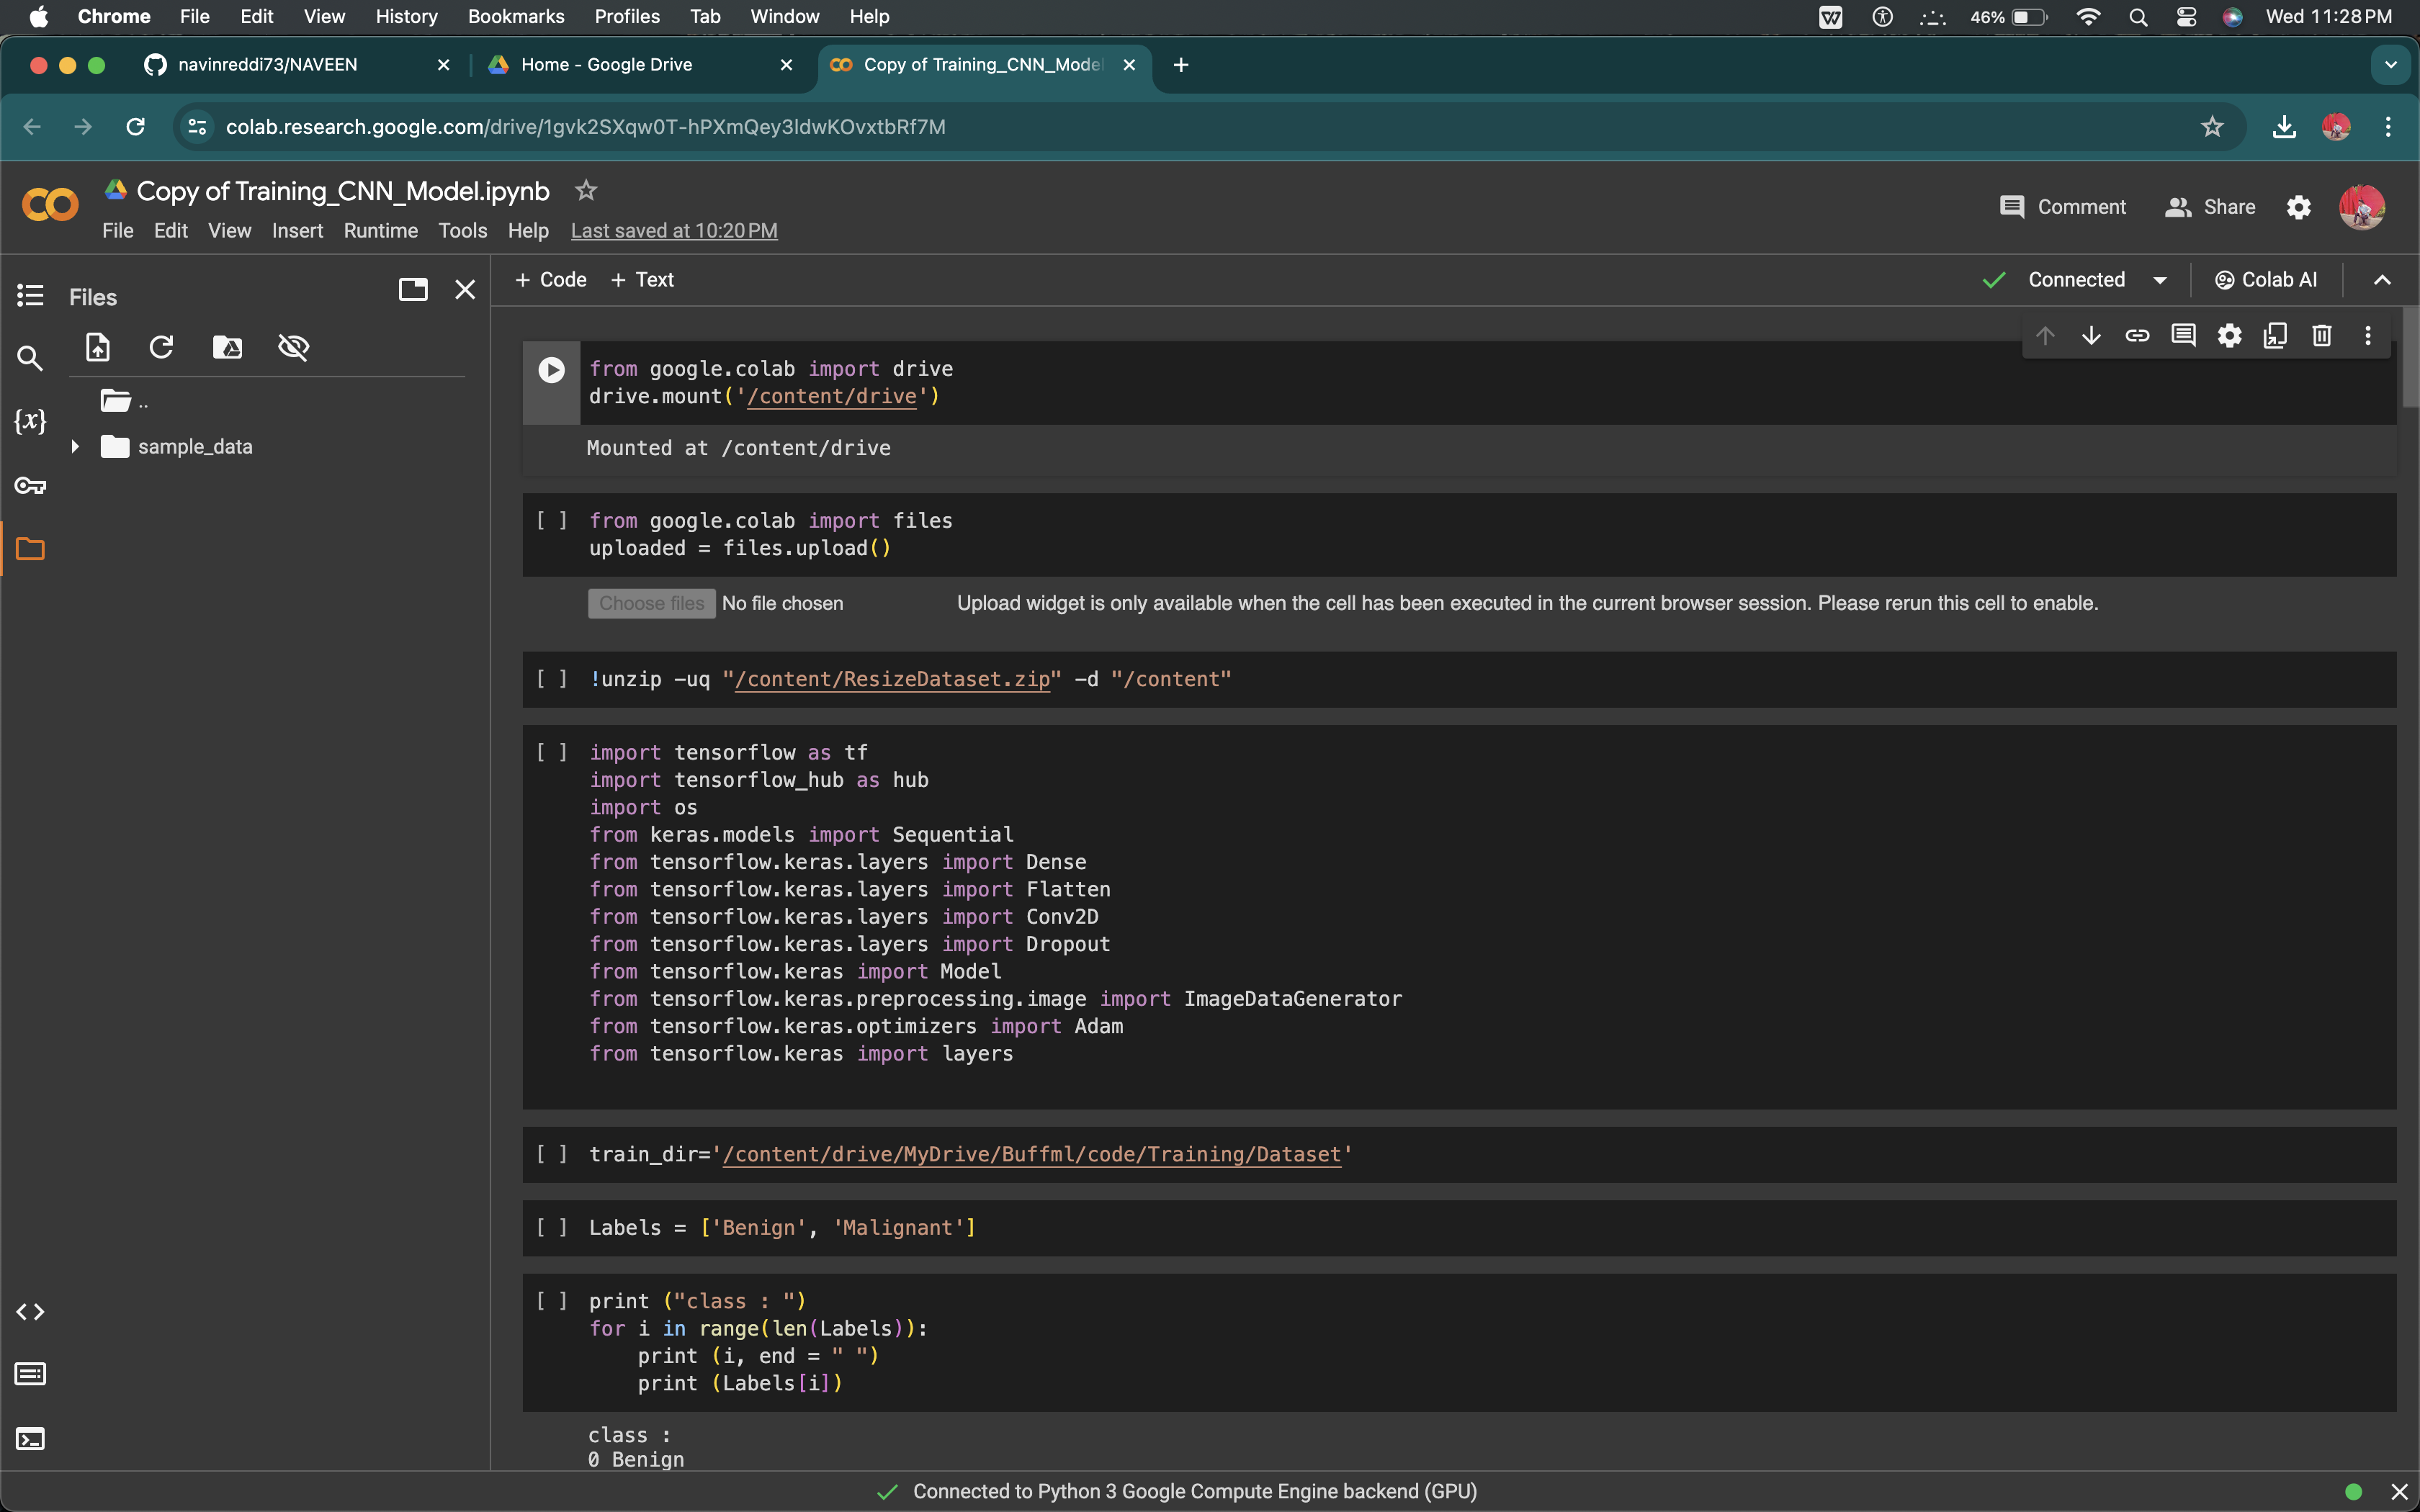 Chrome File Edit View History Bookmarks Profiles Tab Window Help 46% Wed 11:28 PM
navinreddi73/NAVEEN Home - Google Drive Copy of Training_CNN_Mode
colab.research.google.com/drive/1gvk2SXqw0T-hPXmQey3ldwKOvxtbRf7M
Copy of Training_CNN_Model.ipynb
Comment Share
File Edit View Insert Runtime Tools Help Last saved at 10:20 PM
Files
+ Code + Text
Connected Colab AI
..
sample_data
{x}
from google.colab import drive
drive.mount('/content/drive')
Mounted at /content/drive
[ ] from google.colab import files
uploaded = files.upload()
Choose files No file chosen Upload widget is only available when the cell has been executed in the current browser session. Please rerun this cell to enable.
[ ] !unzip -uq "/content/ResizeDataset.zip" -d "/content"
[ ] import tensorflow as tf
import tensorflow_hub as hub
import os
from keras.models import Sequential
from tensorflow.keras.layers import Dense
from tensorflow.keras.layers import Flatten
from tensorflow.keras.layers import Conv2D
from tensorflow.keras.layers import Dropout
from tensorflow.keras import Model
from tensorflow.keras.preprocessing.image import ImageDataGenerator
from tensorflow.keras.optimizers import Adam
from tensorflow.keras import layers
[ ] train_dir='/content/drive/MyDrive/Buffml/code/Training/Dataset'
[ ] Labels = ['Benign', 'Malignant']
[ ] print ("class : ")
for i in range(len(Labels)):
    print (i, end = " ")
    print (Labels[i])
class :
0 Benign
Connected to Python 3 Google Compute Engine backend (GPU)